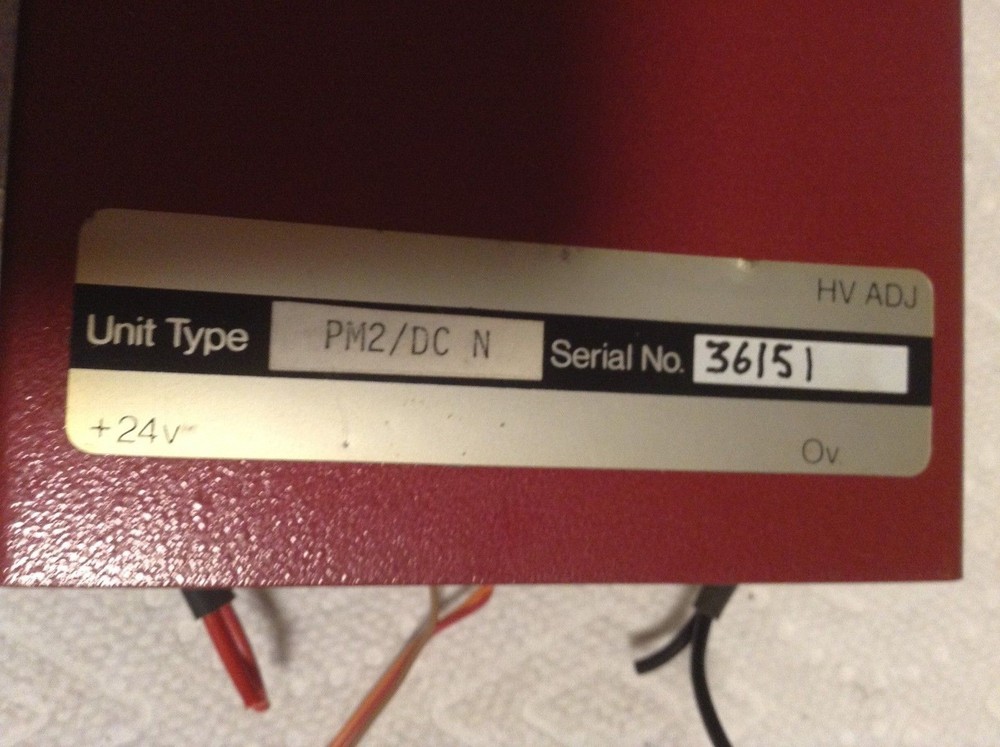 HV ADJ
Unit Type PM2/DC N Serial No. 36151
+24v Ov